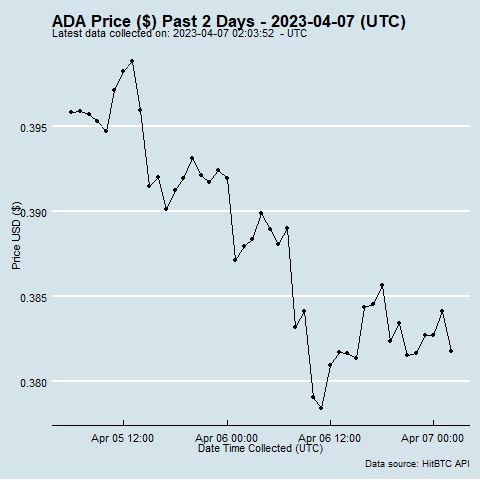 ADA Price ($) Past 2 Days - 2023-04-07 (UTC)
Latest data collected on: 2023-04-07 02:03:52  - UTC
0.395
0.390
0.385
0.380
Price USD ($)
Apr 05 12:00
Apr 06 00:00
Apr 06 12:00
Apr 07 00:00
Date Time Collected (UTC)
Data source: HitBTC API